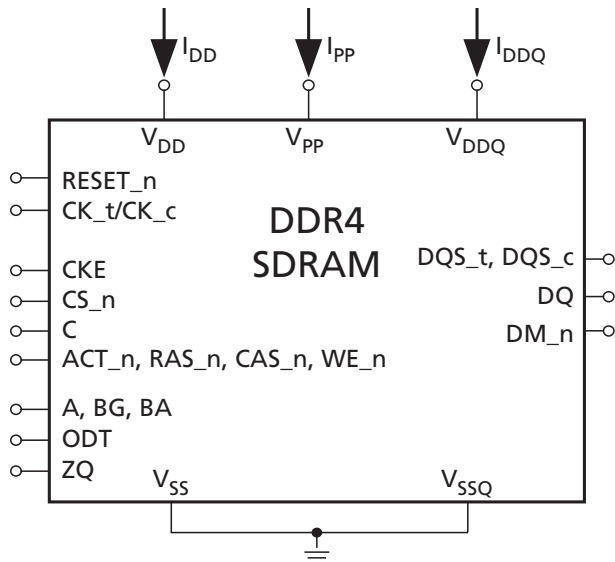 IDD
IPP
IDDQ
VDD
VPP
VDDQ
RESET_n
CK_t/CK_c
DDR4
SDRAM
DQS_t, DQS_c
CKE
DQ
CS_n
C
DM_n
ACT_n, RAS_n, CAS_n, WE_n
A, BG, BA
ODT
ZQ
VSS
VSSQ